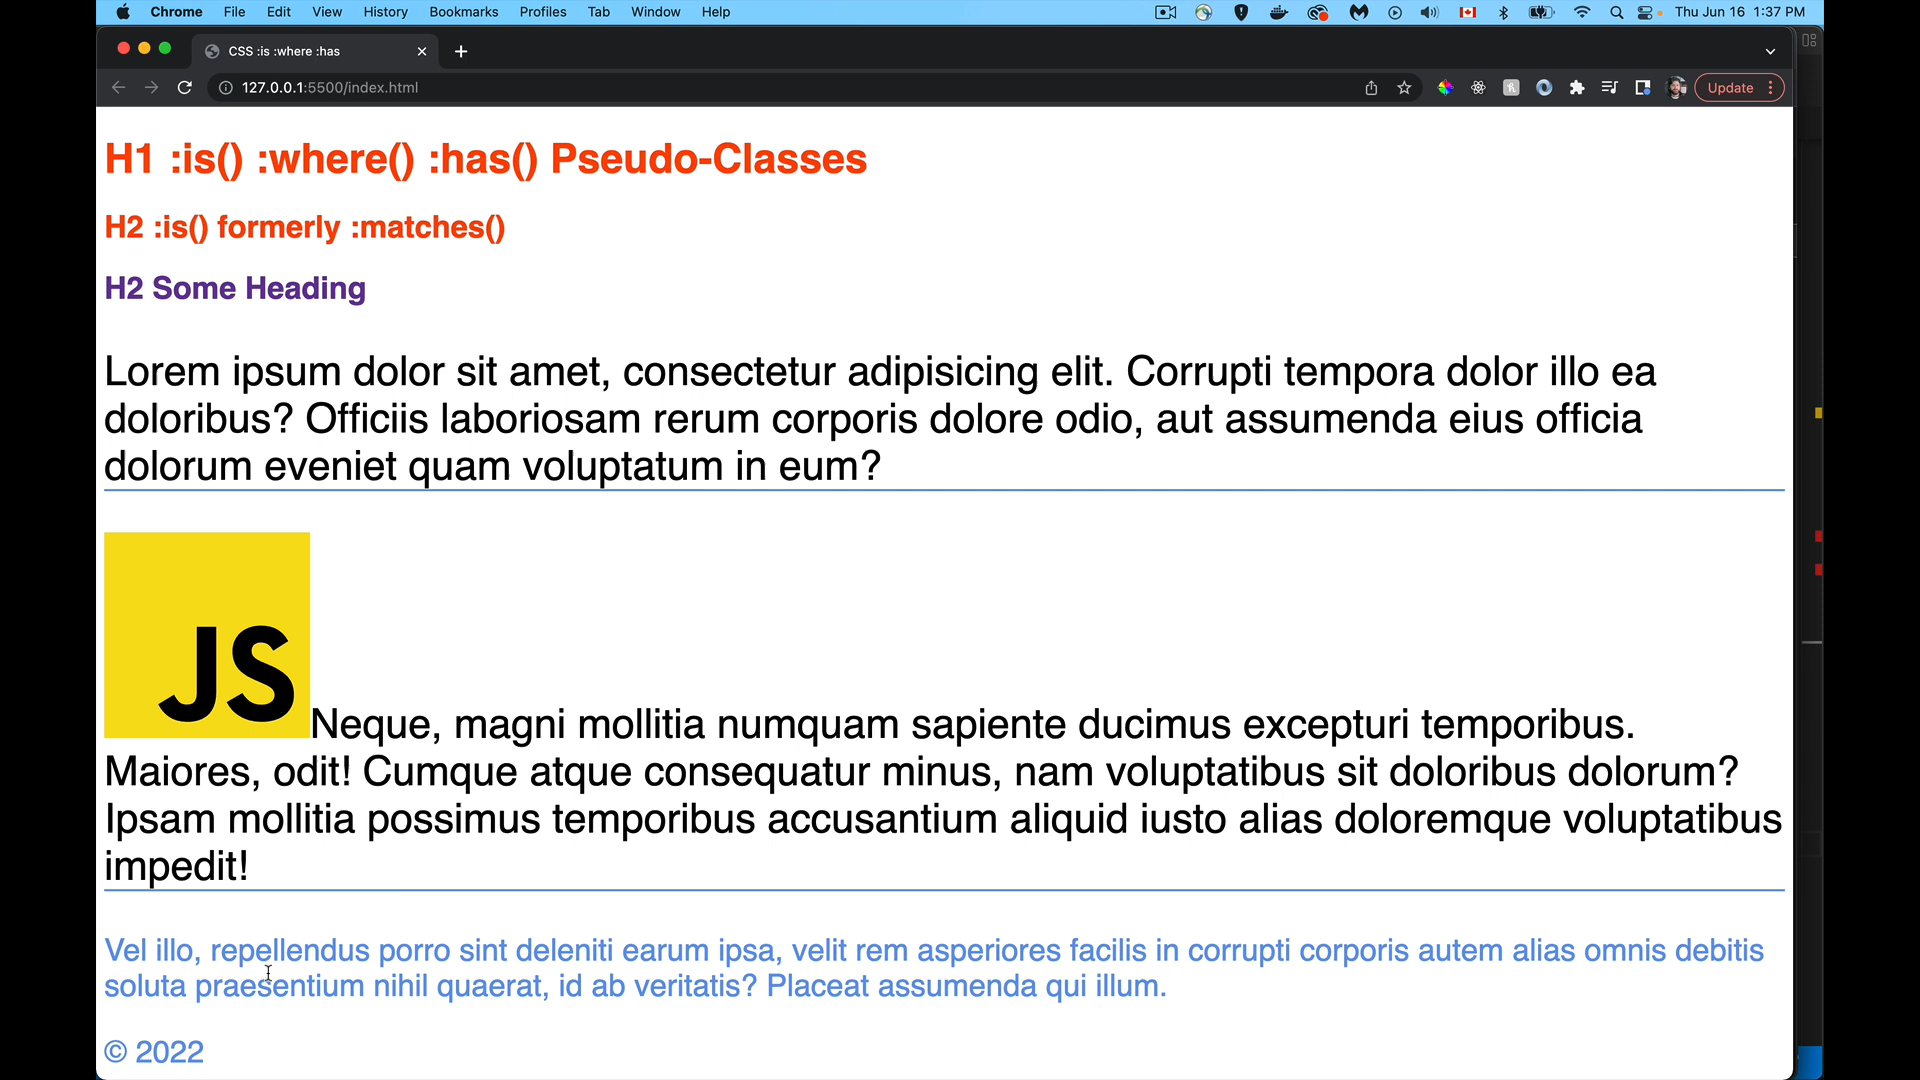 Chrome File Edit View History Bookmarks Profiles Tab Window Help Thu Jun 16 1:37 PM
CSS :is :where :has
127.0.0.1:5500/index.html Update
H1 :is() :where() :has() Pseudo-Classes
H2 :is() formerly :matches()
H2 Some Heading
Lorem ipsum dolor sit amet, consectetur adipisicing elit. Corrupti tempora dolor illo ea
doloribus? Officiis laboriosam rerum corporis dolore odio, aut assumenda eius officia
dolorum eveniet quam voluptatum in eum?
JS
Neque, magni mollitia numquam sapiente ducimus excepturi temporibus.
Maiores, odit! Cumque atque consequatur minus, nam voluptatibus sit doloribus dolorum?
Ipsam mollitia possimus temporibus accusantium aliquid iusto alias doloremque voluptatibus
impedit!
Vel illo, repellendus porro sint deleniti earum ipsa, velit rem asperiores facilis in corrupti corporis autem alias omnis debitis
soluta praesentium nihil quaerat, id ab veritatis? Placeat assumenda qui illum.
© 2022